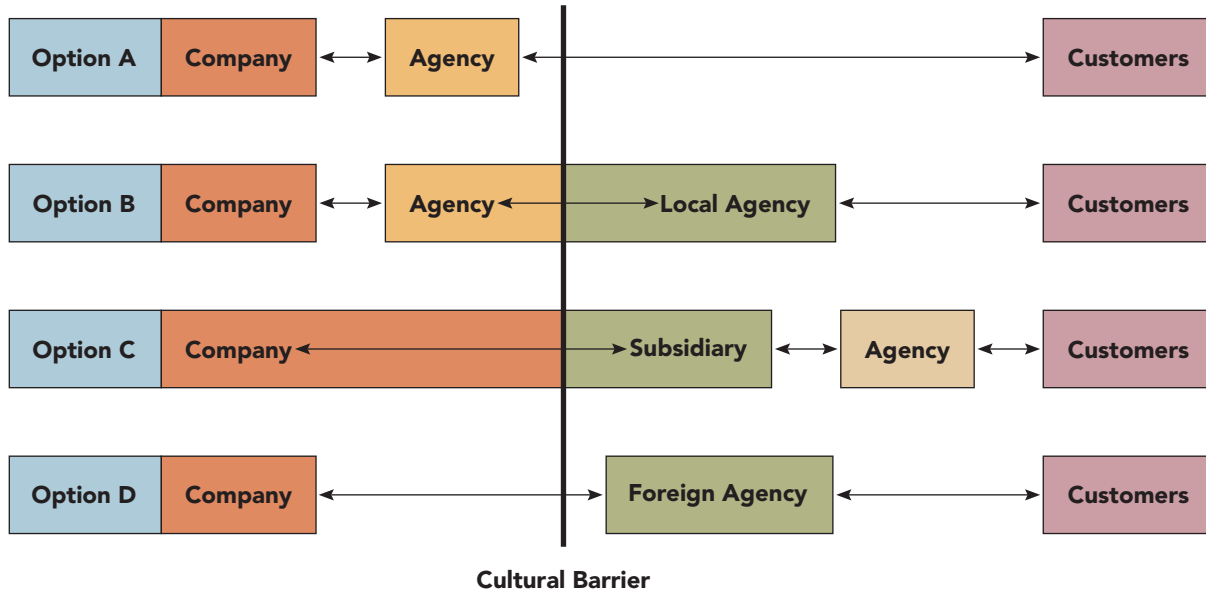 Option A Company Agency Customers
Option B Company Agency Local Agency Customers
Option C Company Subsidiary Agency Customers
Option D Company Foreign Agency Customers
Cultural Barrier